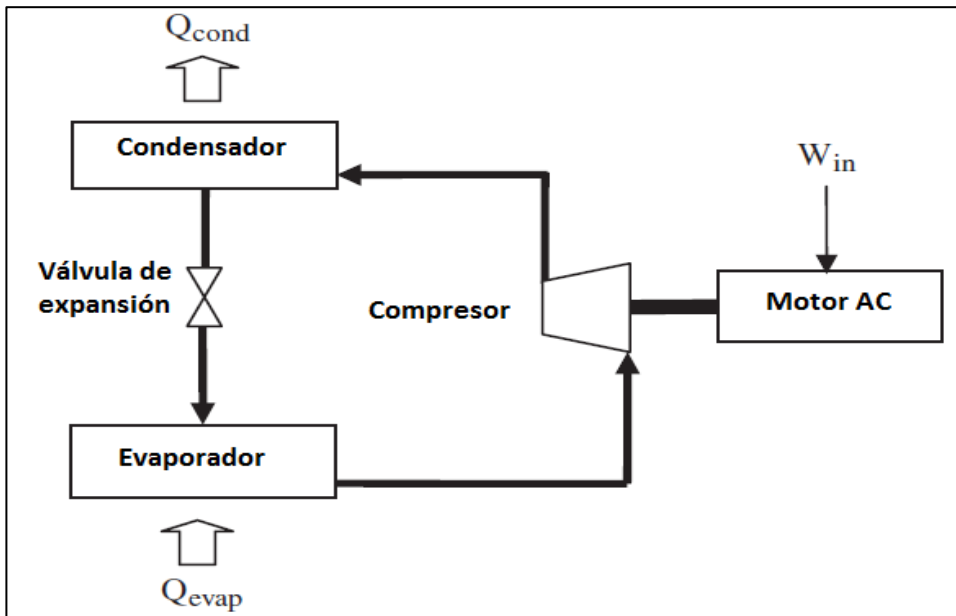 Qcond
Condensador
Win
Válvula de
expansión
Compresor
Motor AC
Evaporador
Qevap